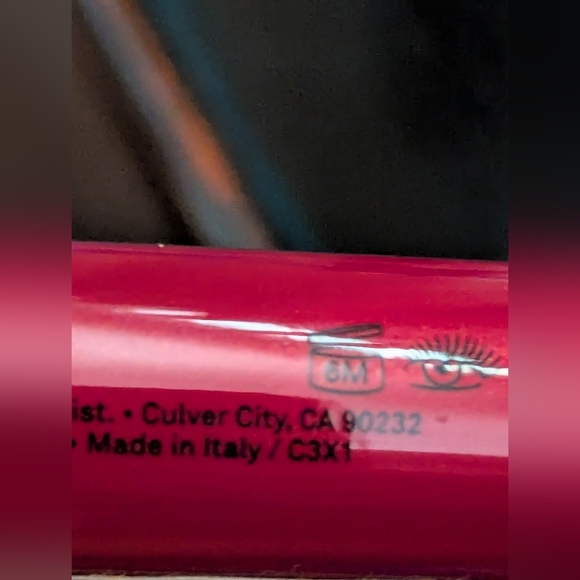 6M
ist. • Culver City, CA 90232
• Made in Italy / C3X1